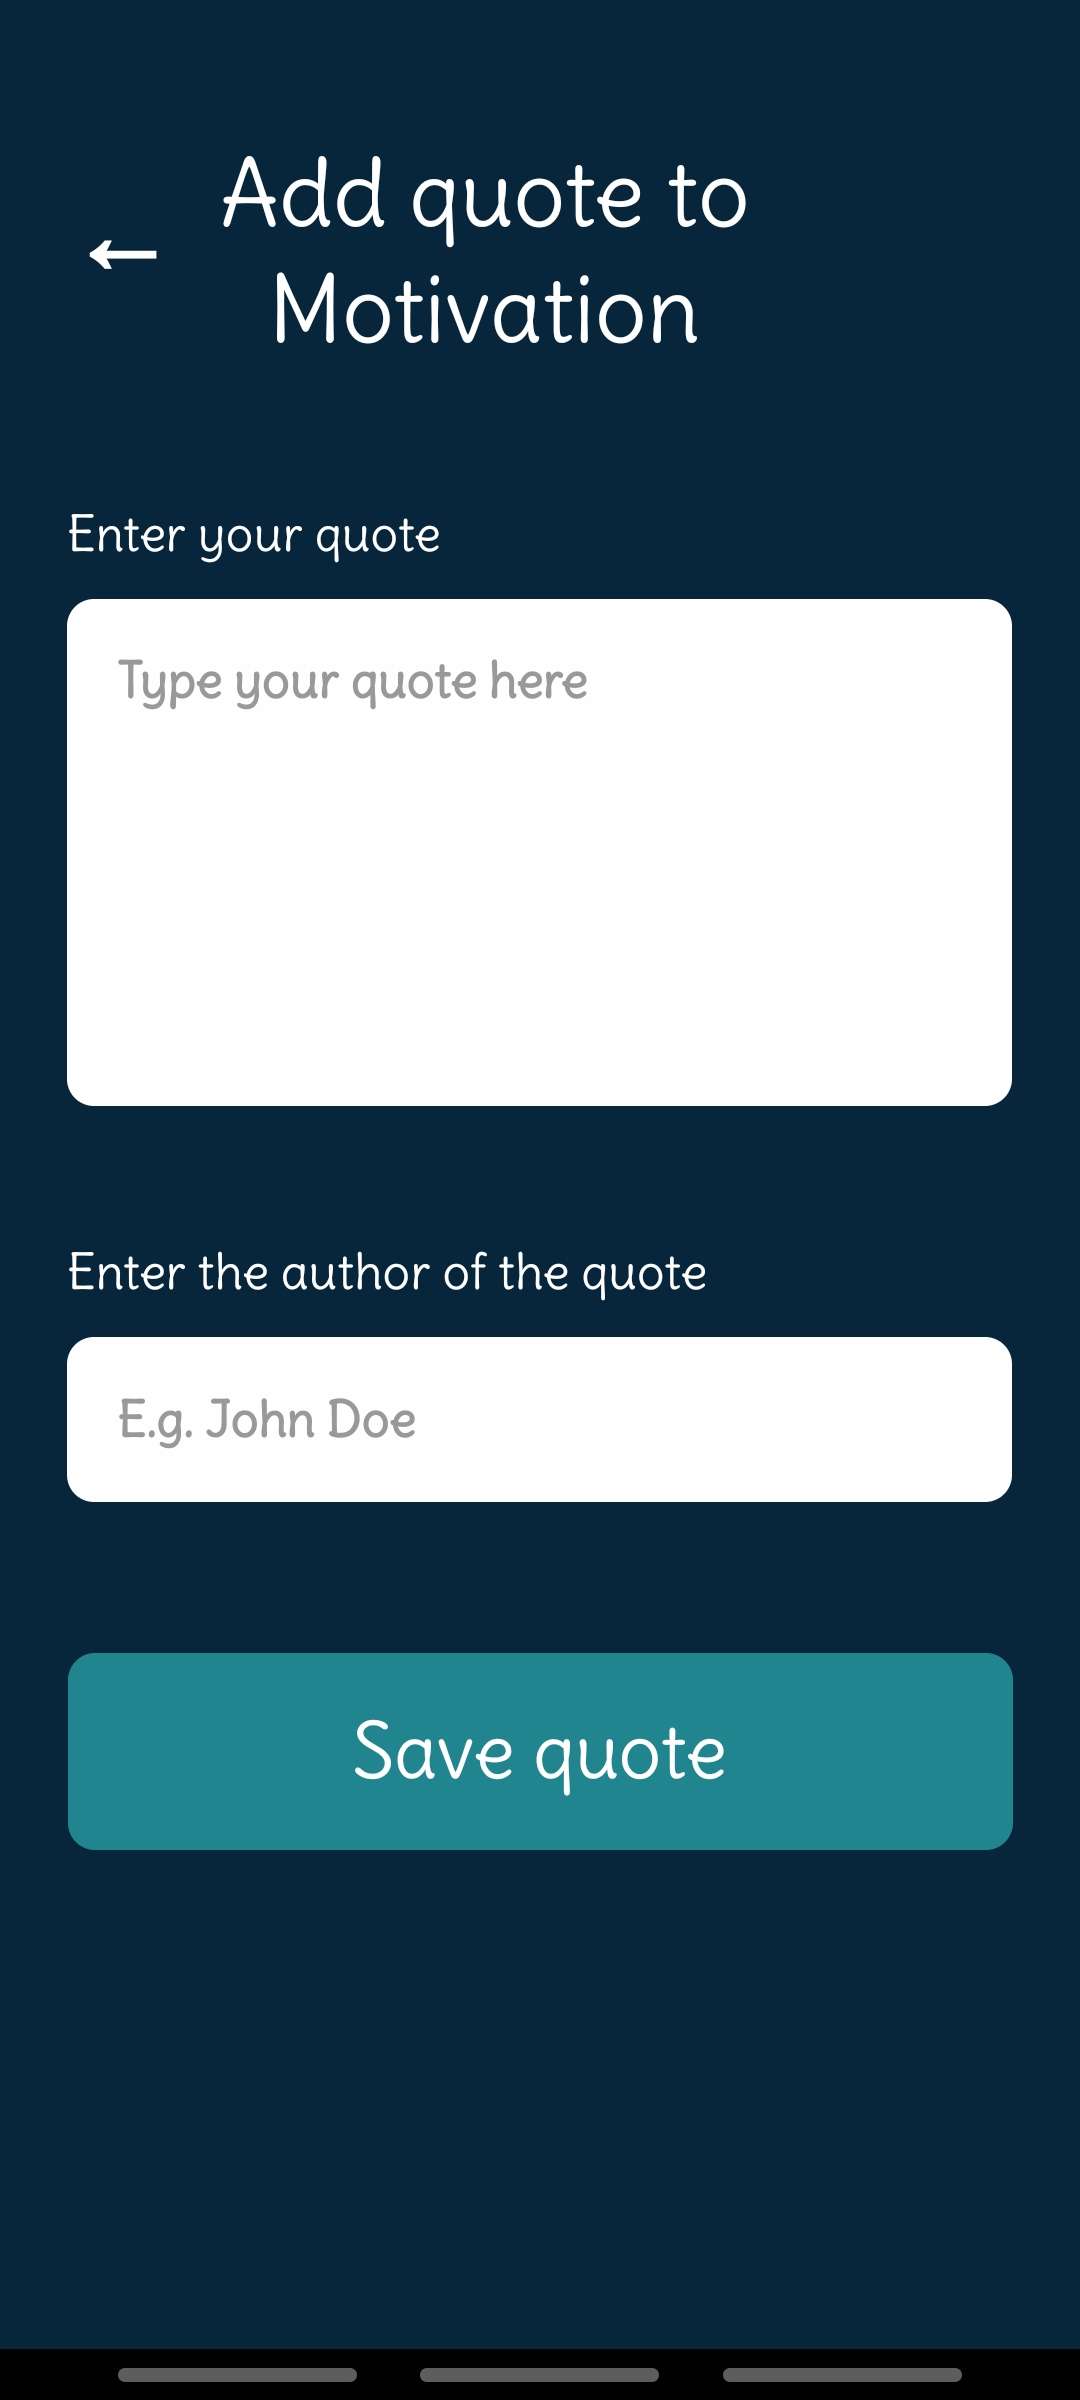 Add quote to
Motivation
Enter your quote
Type your quote here
Enter the author of the quote
E.g. John Doe
Save quote